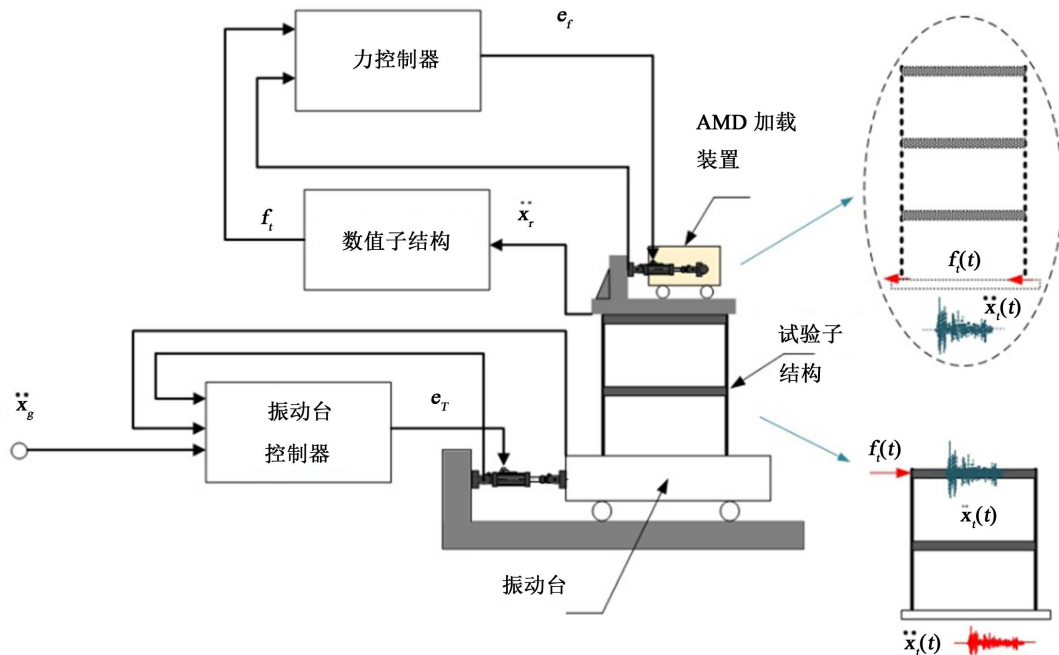 e_f
力控制器
AMD 加载
装置
f_t
数值子结构
ẍ_r
f_t(t)
ẍ_t(t)
试验子
结构
ẍ_g
振动台
控制器
e_T
f_t(t)
ẍ_t(t)
振动台
ẍ_t(t)